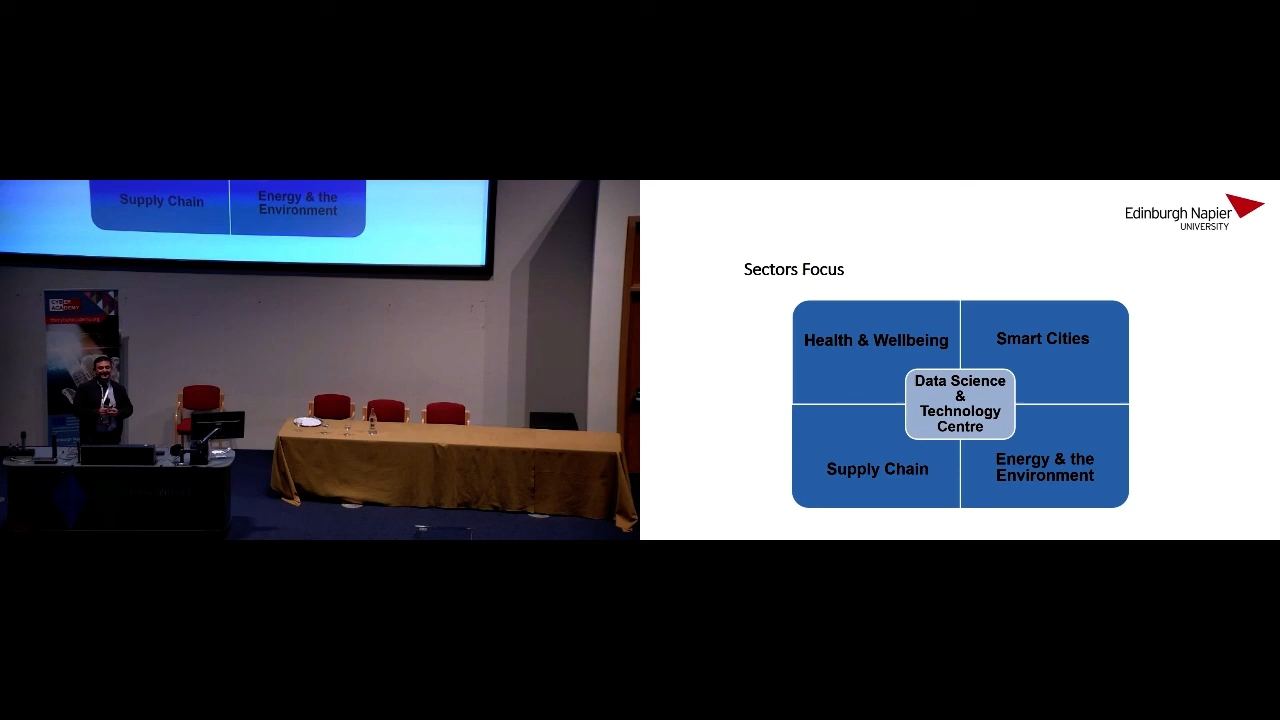 Supply Chain
Energy & the
Environment
Edinburgh Napier
UNIVERSITY
Sectors Focus
Health & Wellbeing
Smart Cities
Data Science
&
Technology
Centre
Supply Chain
Energy & the
Environment